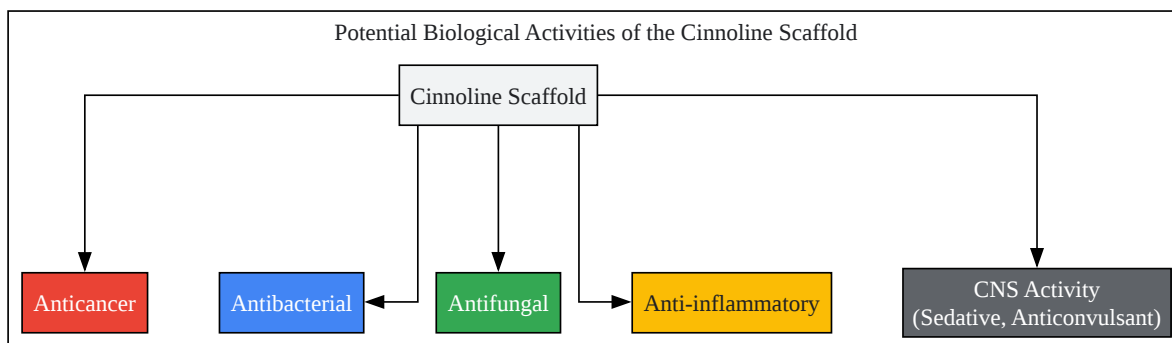 Potential Biological Activities of the Cinnoline Scaffold
Cinnoline Scaffold
Anticancer
Antibacterial
Antifungal
Anti-inflammatory
CNS Activity
(Sedative, Anticonvulsant)